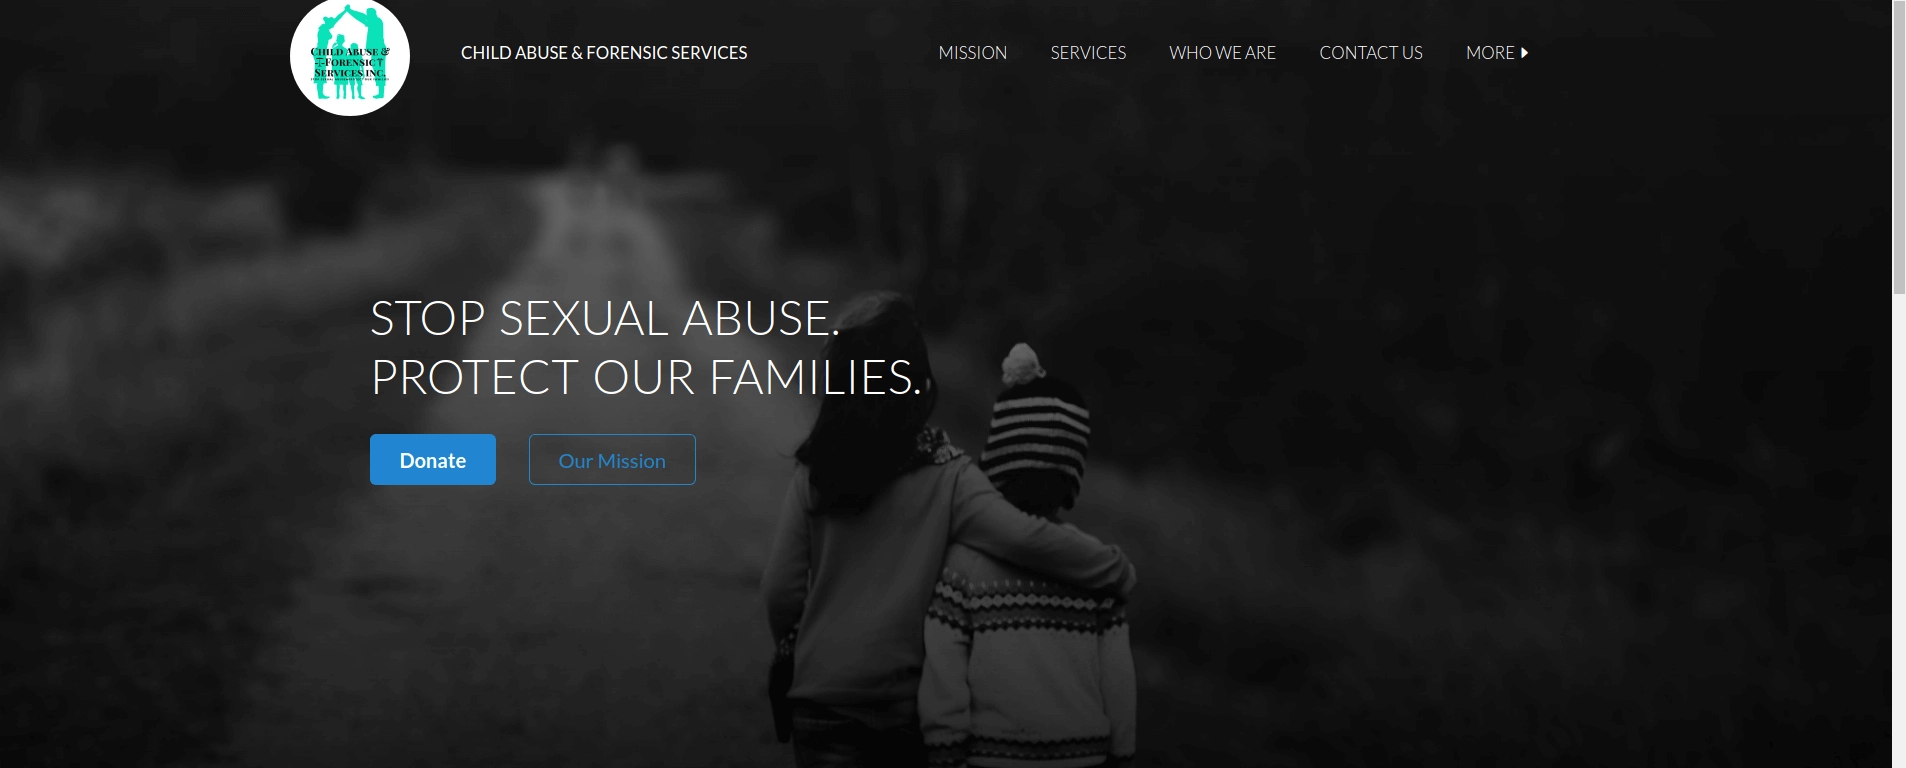 CHILD ABUSE &
FORENSIC
SERVICES, INC.
CHILD ABUSE & FORENSIC SERVICES
MISSION
SERVICES
WHO WE ARE
CONTACT US
MORE
STOP SEXUAL ABUSE.
PROTECT OUR FAMILIES.
Donate
Our Mission